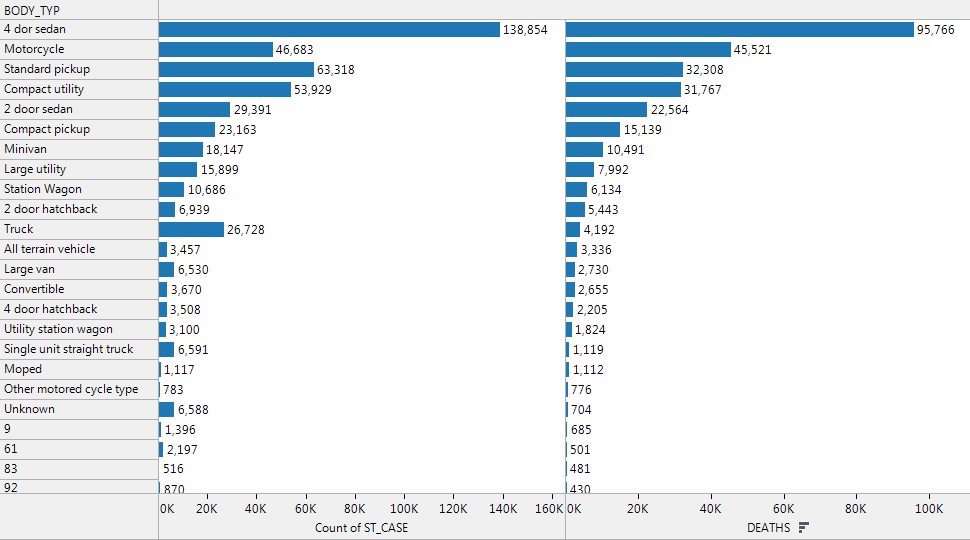 BODY_TYP
4 dor sedan 138,854 95,766
Motorcycle 46,683 45,521
Standard pickup 63,318 32,308
Compact utility 53,929 31,767
2 door sedan 29,391 22,564
Compact pickup 23,163 15,139
Minivan 18,147 10,491
Large utility 15,899 7,992
Station Wagon 10,686 6,134
2 door hatchback 6,939 5,443
Truck 26,728 4,192
All terrain vehicle 3,457 3,336
Large van 6,530 2,730
Convertible 3,670 2,655
4 door hatchback 3,508 2,205
Utility station wagon 3,100 1,824
Single unit straight truck 6,591 1,119
Moped 1,117 1,112
Other motored cycle type 783 776
Unknown 6,588 704
9 1,396 685
61 2,197 501
83 516 481
92 870 430
0K 20K 40K 60K 80K 100K 120K 140K 160K 0K 20K 40K 60K 80K 100K
Count of ST_CASE DEATHS